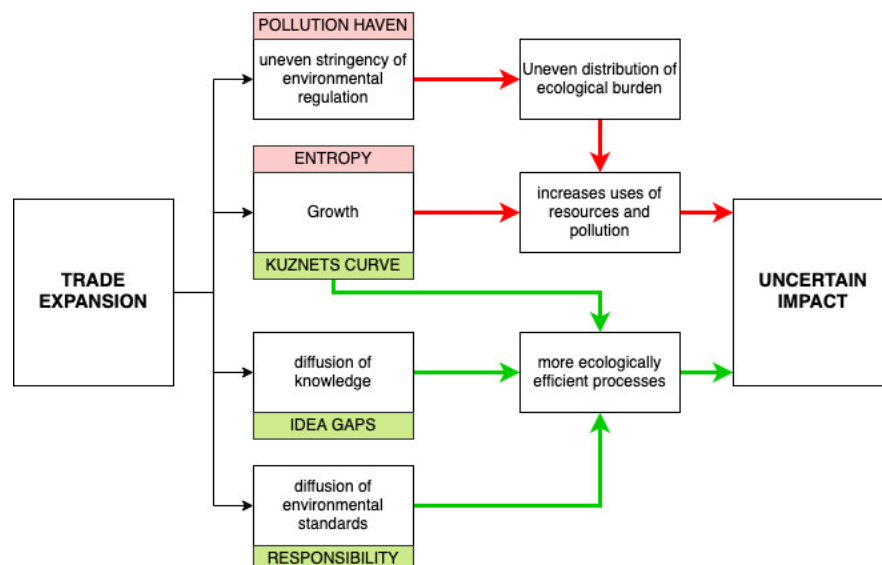 POLLUTION HAVEN
uneven stringency of
environmental
regulation
Uneven distribution of
ecological burden
ENTROPY
Growth
KUZNETS CURVE
increases uses of
resources and
pollution
TRADE
EXPANSION
UNCERTAIN
IMPACT
diffusion of
knowledge
IDEA GAPS
more ecologically
efficient processes
diffusion of
environmental
standards
RESPONSIBILITY